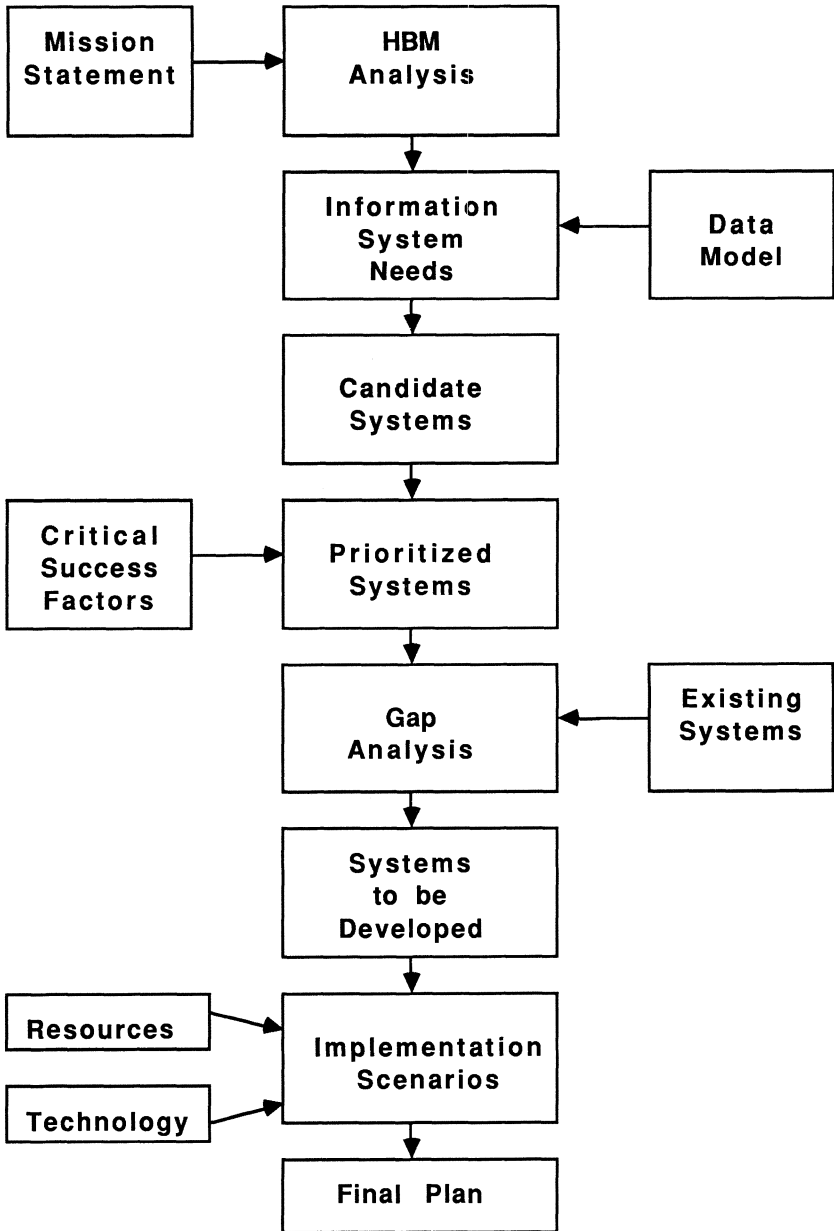 Mission
Statement
HBM
Analysis
Information
System
Needs
Data
Model
Candidate
Systems
Critical
Success
Factors
Prioritized
Systems
Gap
Analysis
Existing
Systems
Systems
to be
Developed
Resources
Technology
Implementation
Scenarios
Final Plan